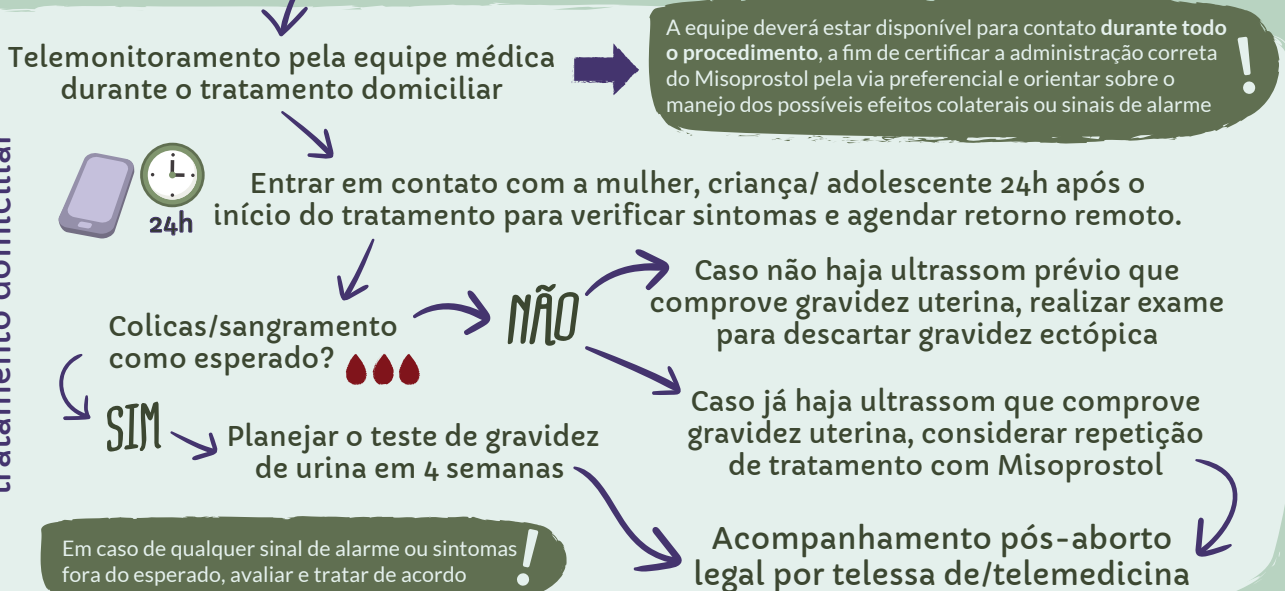 A equipe deverá estar disponível para contato durante todo
o procedimento, a fim de certificar a administração correta
do Misoprostol pela via preferencial e orientar sobre o
manejo dos possíveis efeitos colaterais ou sinais de alarme
!
Telemonitoramento pela equipe médica
durante o tratamento domiciliar
tratamento domiciliar
24h
Entrar em contato com a mulher, criança/ adolescente 24h após o
início do tratamento para verificar sintomas e agendar retorno remoto.
Colicas/sangramento
como esperado?
NÃO
Caso não haja ultrassom prévio que
comprove gravidez uterina, realizar exame
para descartar gravidez ectópica
Caso já haja ultrassom que comprove
gravidez uterina, considerar repetição
de tratamento com Misoprostol
SIM
Planejar o teste de gravidez
de urina em 4 semanas
Em caso de qualquer sinal de alarme ou sintomas
fora do esperado, avaliar e tratar de acordo
!
Acompanhamento pós-aborto
legal por telessa de/telemedicina